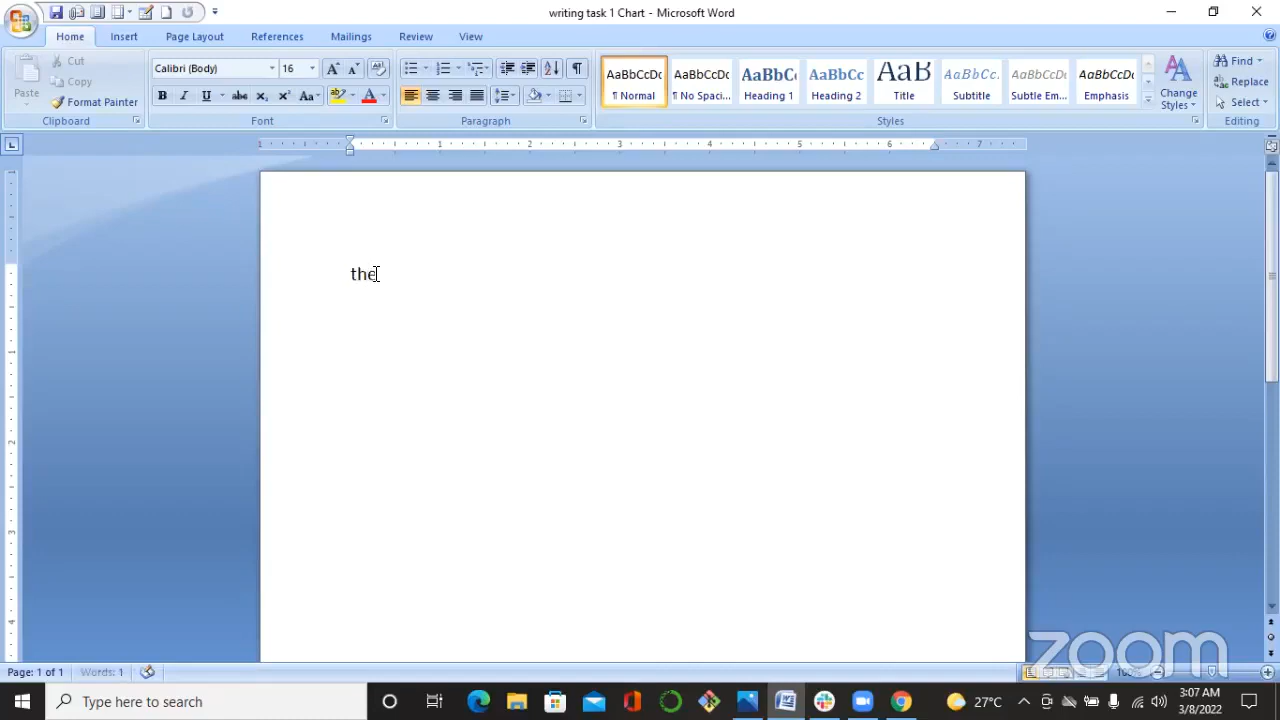 writing task 1 Chart - Microsoft Word
Home Insert Page Layout References Mailings Review View
Paste Cut Copy Format Painter
Calibri (Body) 16
AaBbCcDc AaBbCcDc AaBbC AaBbCc AaB AaBbCc. AaBbCcDc AaBbCcDc
¶ Normal ¶ No Spaci... Heading 1 Heading 2 Title Subtitle Subtle Em... Emphasis
Change Styles
Find Replace Select
Clipboard Font Paragraph Styles Editing
the
zoom
Page: 1 of 1 Words: 1
Type here to search
27°C
3:07 AM
3/8/2022